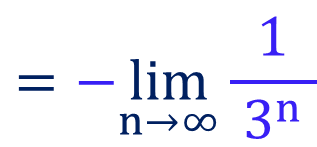 = − lim n→∞ 1/3ⁿ